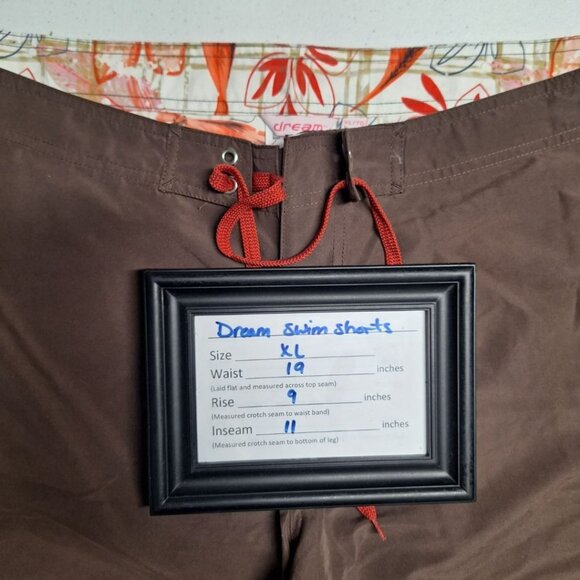 dream
Dream Swim Shorts
Size XL
Waist 19 inches
(Laid flat and measured across top seam)
Rise 9 inches
(Measured crotch seam to waist band)
Inseam 11 inches
(Measured crotch seam to bottom of leg)